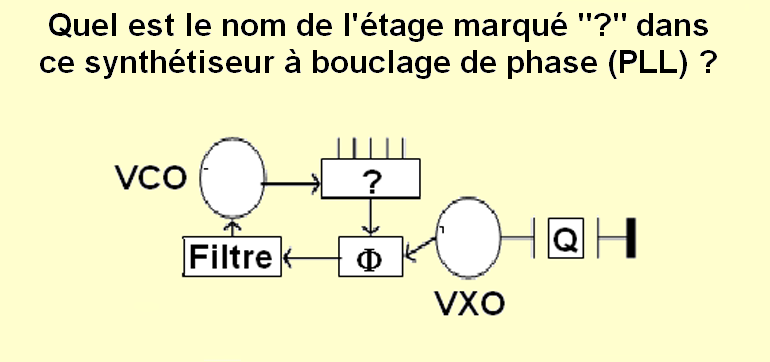 Quel est le nom de l'étage marqué "?" dans
ce synthétiseur à bouclage de phase (PLL) ?
VCO
?
Filtre
Φ
Q
VXO